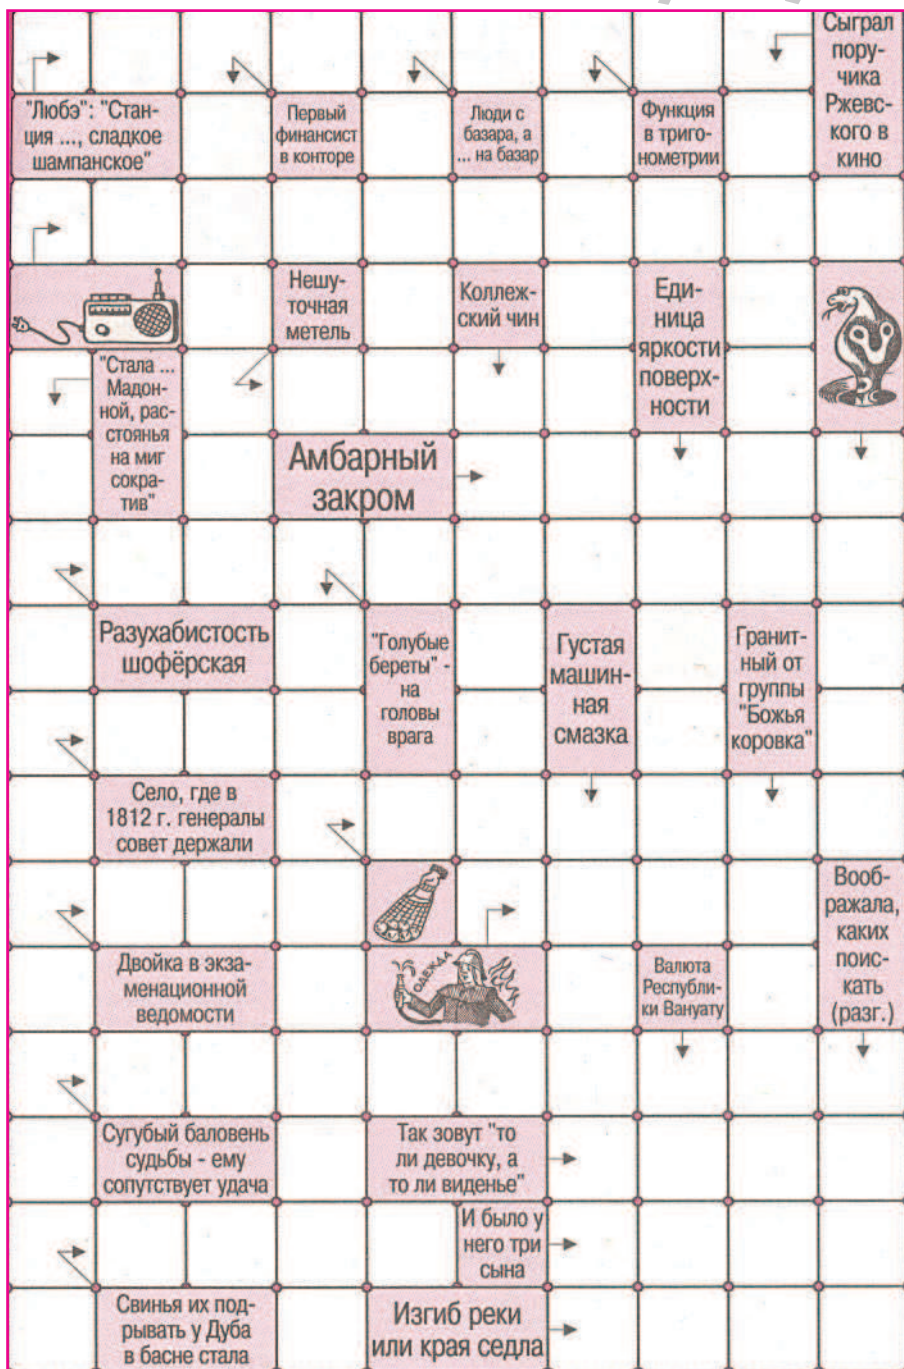 Сыграл
пору-
чика
Ржевс-
кого в
кино
"Любэ": "Стан-
ция ..., сладкое
шампанское"
Первый
финансист
в конторе
Люди с
базара, а
... на базар
Функция
в триго-
нометрии
Нешу-
точная
метель
Коллеж-
ский чин
Еди-
ница
яркости
поверх-
ности
"Стала ...
Мадон-
ной, рас-
стоянья
на миг
сокра-
тив"
Амбарный
закром
Разухабистость
шофёрская
"Голубые
береты" -
на
головы
врага
Густая
машин-
ная
смазка
Гранит-
ный от
группы
"Божья
коровка"
Село, где в
1812 г. генералы
совет держали
Вооб-
ражала,
каких
поис-
кать
(разг.)
Двойка в экза-
менационной
ведомости
ОДЕЖДА
Валюта
Республи-
ки Вануату
Сугубый баловень
судьбы - ему
сопутствует удача
Так зовут "то
ли девочку, а
то ли виденье"
И было у
него три
сына
Свинья их под-
рывать у Дуба
в басне стала
Изгиб реки
или края седла